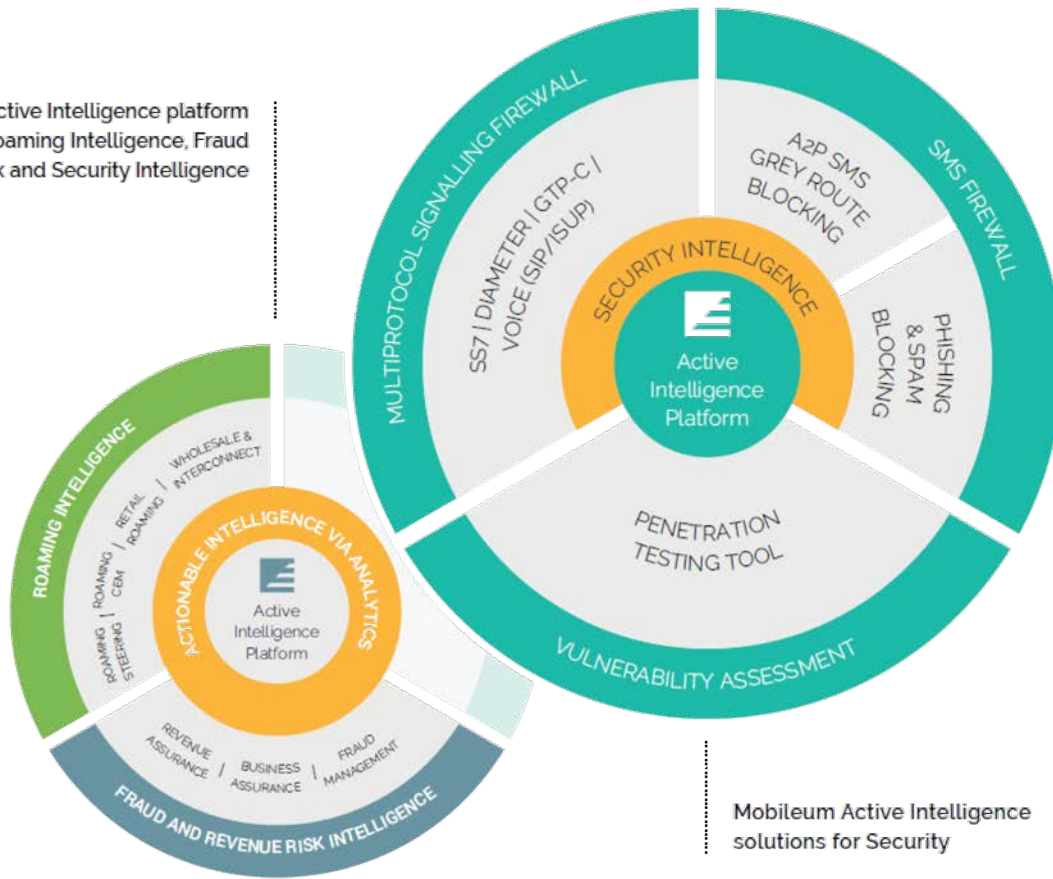 ctive Intelligence platform
oaming Intelligence, Fraud
k and Security Intelligence
MULTIPROTOCOL SIGNALLING FIREWALL
SS7 | DIAMETER | GTP-C |
VOICE (SIP/ISUP)
SMS FIREWALL
A2P SMS
GREY ROUTE
BLOCKING
PHISHING
& SPAM
BLOCKING
SECURITY INTELLIGENCE
Active
Intelligence
Platform
PENETRATION
TESTING TOOL
VULNERABILITY ASSESSMENT
ROAMING INTELLIGENCE
ROAMING
STEERING
|
ROAMING
CEM
|
RETAIL
ROAMING
|
WHOLESALE &
INTERCONNECT
ACTIONABLE INTELLIGENCE VIA ANALYTICS
Active
Intelligence
Platform
REVENUE
ASSURANCE
|
BUSINESS
ASSURANCE
|
FRAUD
MANAGEMENT
FRAUD AND REVENUE RISK INTELLIGENCE
Mobileum Active Intelligence
solutions for Security